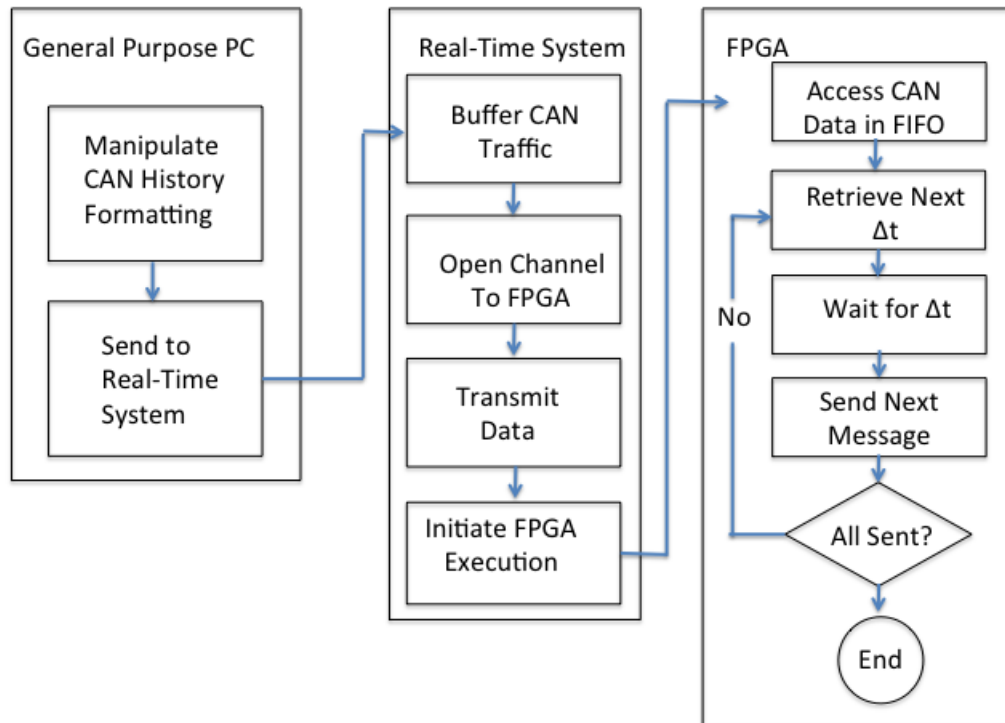 General Purpose PC
Manipulate
CAN History
Formatting
Send to
Real-Time
System
Real-Time System
Buffer CAN
Traffic
Open Channel
To FPGA
Transmit
Data
Initiate FPGA
Execution
FPGA
Access CAN
Data in FIFO
Retrieve Next
Δt
Wait for Δt
Send Next
Message
All Sent?
No
End